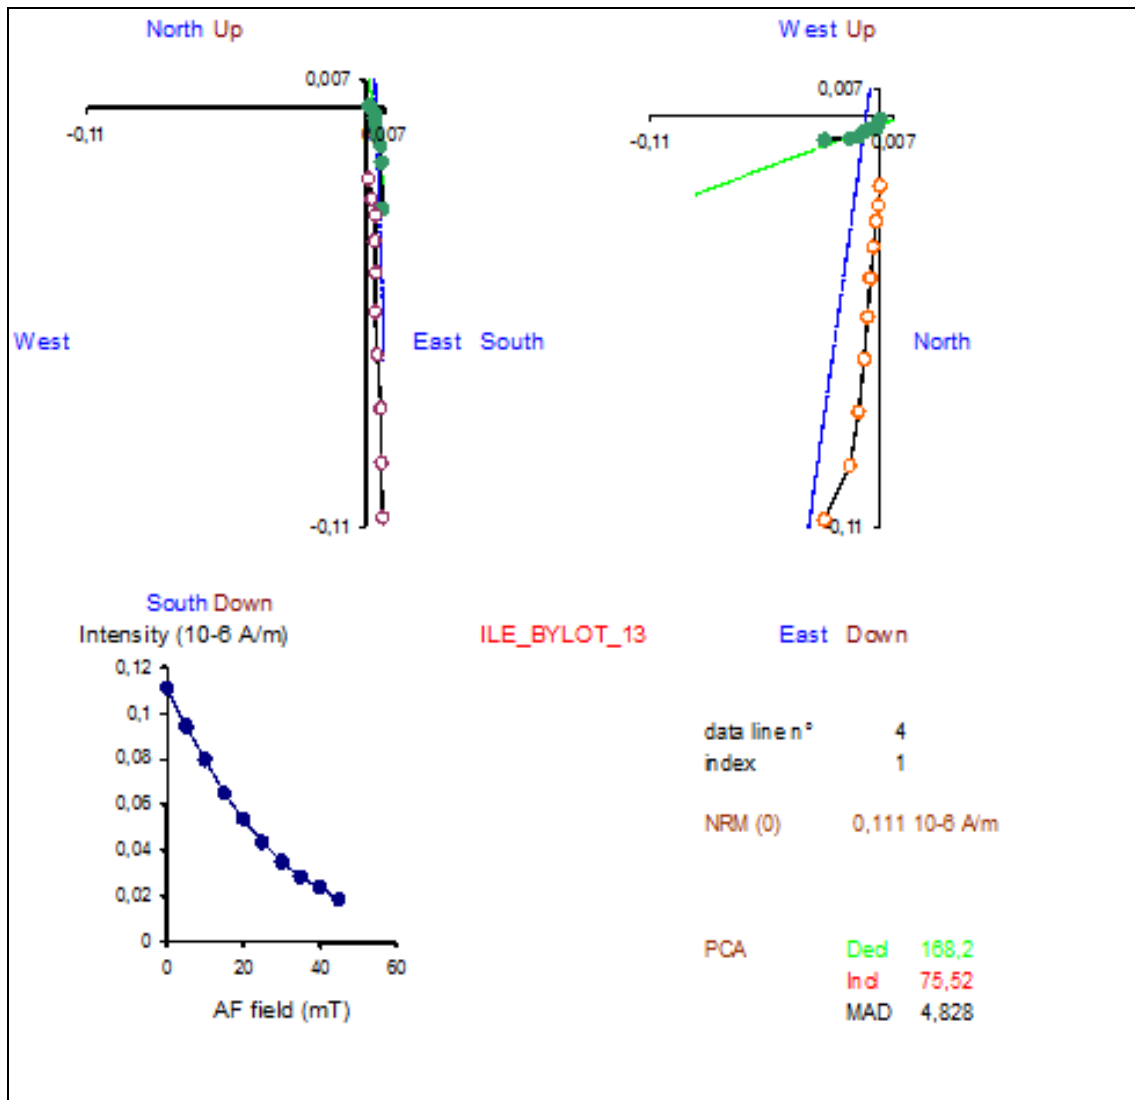 North Up
West Up
0,007
-0,11
0,007
West
East
-0,11
South Down
0,007
-0,11
0,007
South
North
-0,11
East Down
Intensity (10-6 A/m)
ILE_BYLOT_13
0,12
0,1
0,08
0,06
0,04
0,02
0
0 20 40 60
AF field (mT)
data line n° 4
index 1
NRM (0) 0,111 10-6 A/m
PCA Decl 168,2
Incl 75,52
MAD 4,828